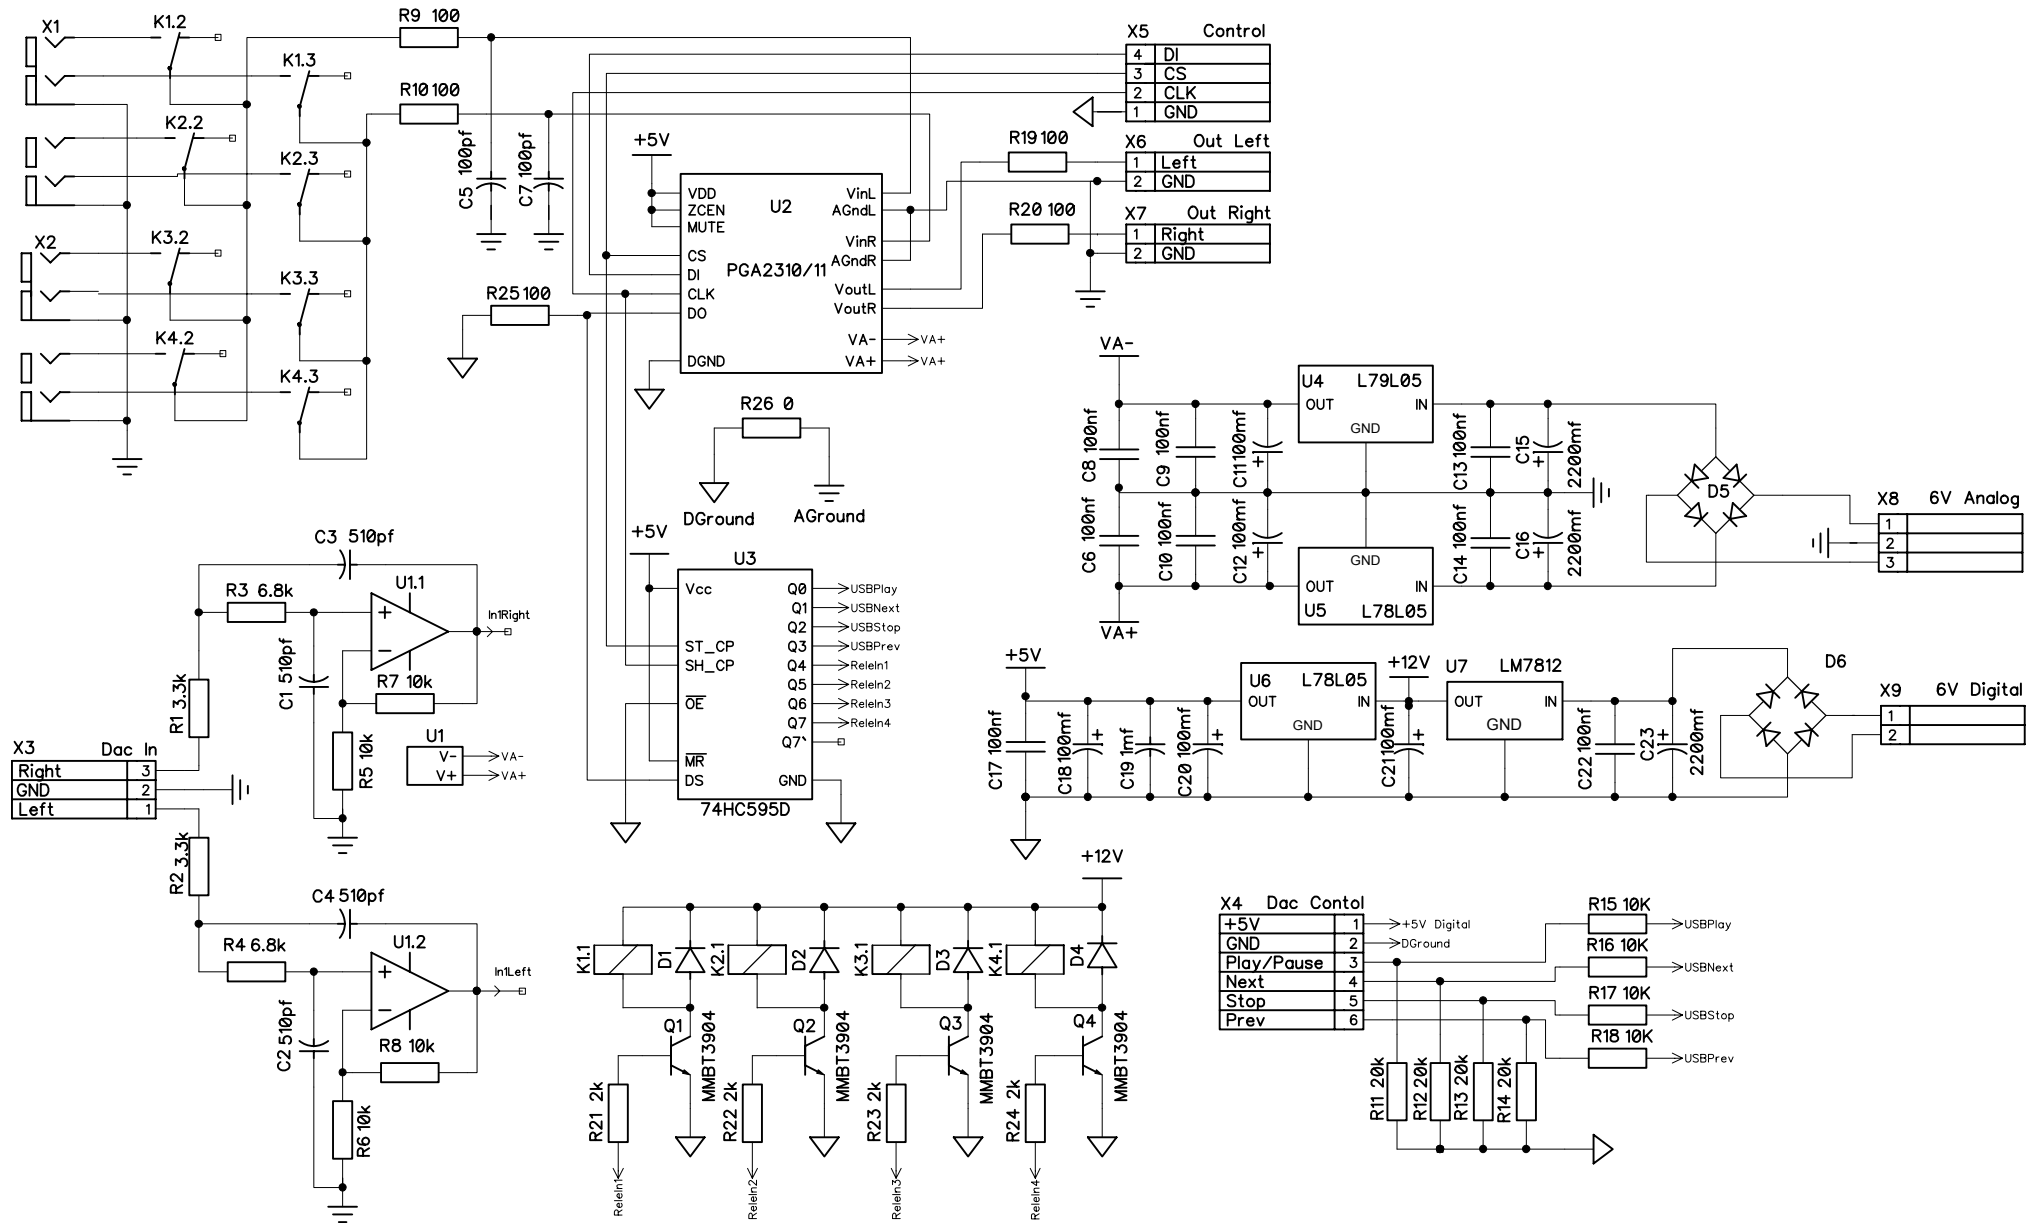 X1
K1.2
K1.3
K2.2
K2.3
X2
K3.2
K3.3
K4.2
K4.3
R9 100
R10 100
C5 100pf
C7 100pf
+5V
U2
PGA2310/11
VDD
ZCEN
MUTE
CS
DI
CLK
DO
DGND
VinL
AGndL
VinR
AGndR
VoutL
VoutR
VA- VA+
VA+ VA+
R25 100
R19 100
R20 100
X5 Control
4 DI
3 CS
2 CLK
1 GND
X6 Out Left
1 Left
2 GND
X7 Out Right
1 Right
2 GND
R26 0
DGround
AGround
VA-
C8 100nf
C9 100nf
C11 100mf
U4 L79L05
OUT IN
GND
C13 100nf
C15 2200mf
C6 100nf
C10 100nf
C12 100mf
GND
OUT IN
U5 L78L05
C14 100nf
C16 2200mf
VA+
D5
X8 6V Analog
1
2
3
C3 510pf
R3 6.8k
U1.1
In1Right
C1 510pf
R7 10k
R1 3.3k
R5 10k
U1
V- VA-
V+ VA+
X3 Dac In
Right 3
GND 2
Left 1
R2 3.3k
C4 510pf
R4 6.8k
U1.2
In1Left
C2 510pf
R8 10k
R6 10k
+5V
U3
Vcc
ST_CP
SH_CP
OE
MR
DS
Q0 USBPlay
Q1 USBNext
Q2 USBStop
Q3 USBPrev
Q4 ReleIn1
Q5 ReleIn2
Q6 ReleIn3
Q7 ReleIn4
Q7`
GND
74HC595D
+5V
C17 100nf
C18 100mf
C19 1mf
C20 100mf
U6 L78L05
OUT IN
GND
+12V
C21 100mf
U7 LM7812
OUT IN
GND
C22 100nf
C23 2200mf
D6
X9 6V Digital
1
2
+12V
K1.1
D1
K2.1
D2
K3.1
D3
K4.1
D4
Q1
MMBT3904
Q2
MMBT3904
Q3
MMBT3904
Q4
MMBT3904
R21 2k
R22 2k
R23 2k
R24 2k
ReleIn1
ReleIn2
ReleIn3
ReleIn4
X4 Dac Contol
+5V 1 +5V Digital
GND 2 DGround
Play/Pause 3
Next 4
Stop 5
Prev 6
R15 10K USBPlay
R16 10K USBNext
R17 10K USBStop
R18 10K USBPrev
R11 20k
R12 20k
R13 20k
R14 20k